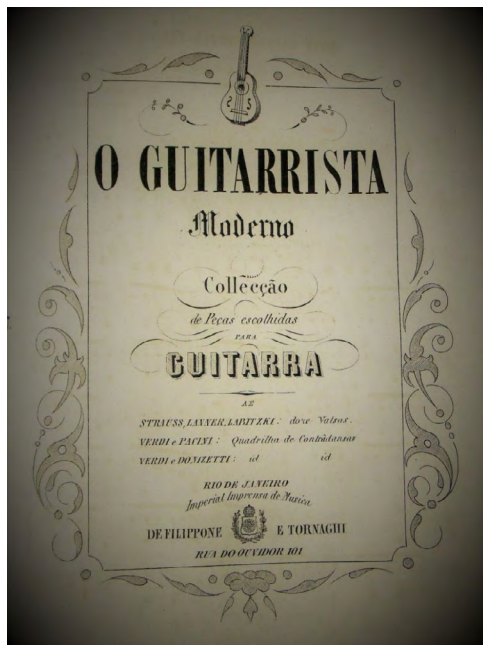 O GUITARRISTA
Moderno
Collecção
de Peças escolhidas
PARA
GUITARRA
STRAUSS, LANNER, LABITZKI: doze Valsas.
VERDI e PACINI: Quadrilha de Contradansas
VERDI e DONIZETTI: id id
RIO DE JANEIRO
Imperial Imprensa de Musica
DE FILIPPONE E TORNAGHI
RUA DO OUVIDOR 101